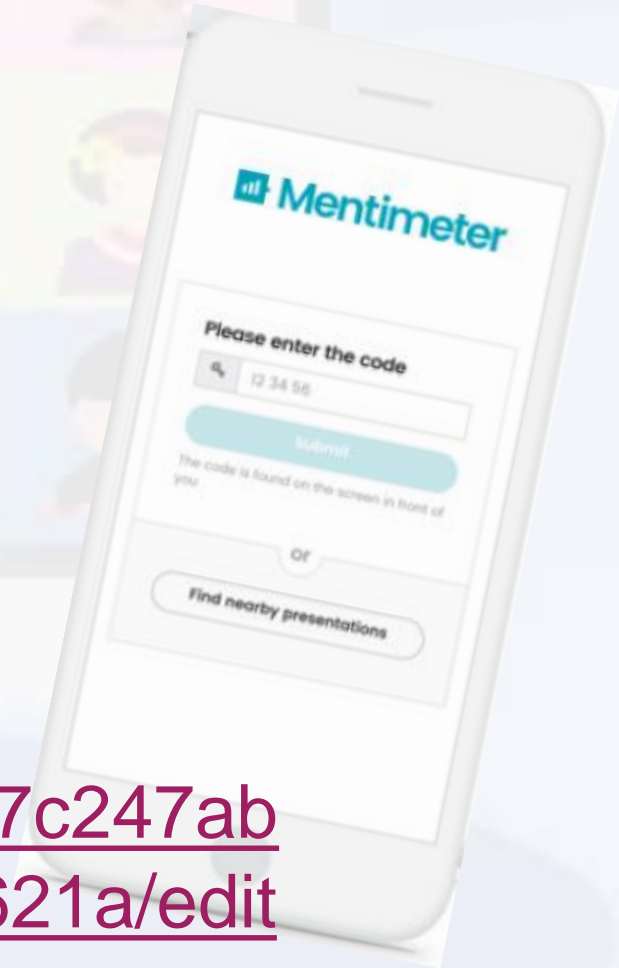 Mentimeter
Please enter the code
12 34 56
Submit
The code is found on the screen in front of
you
or
Find nearby presentations
7c247ab
621a/edit